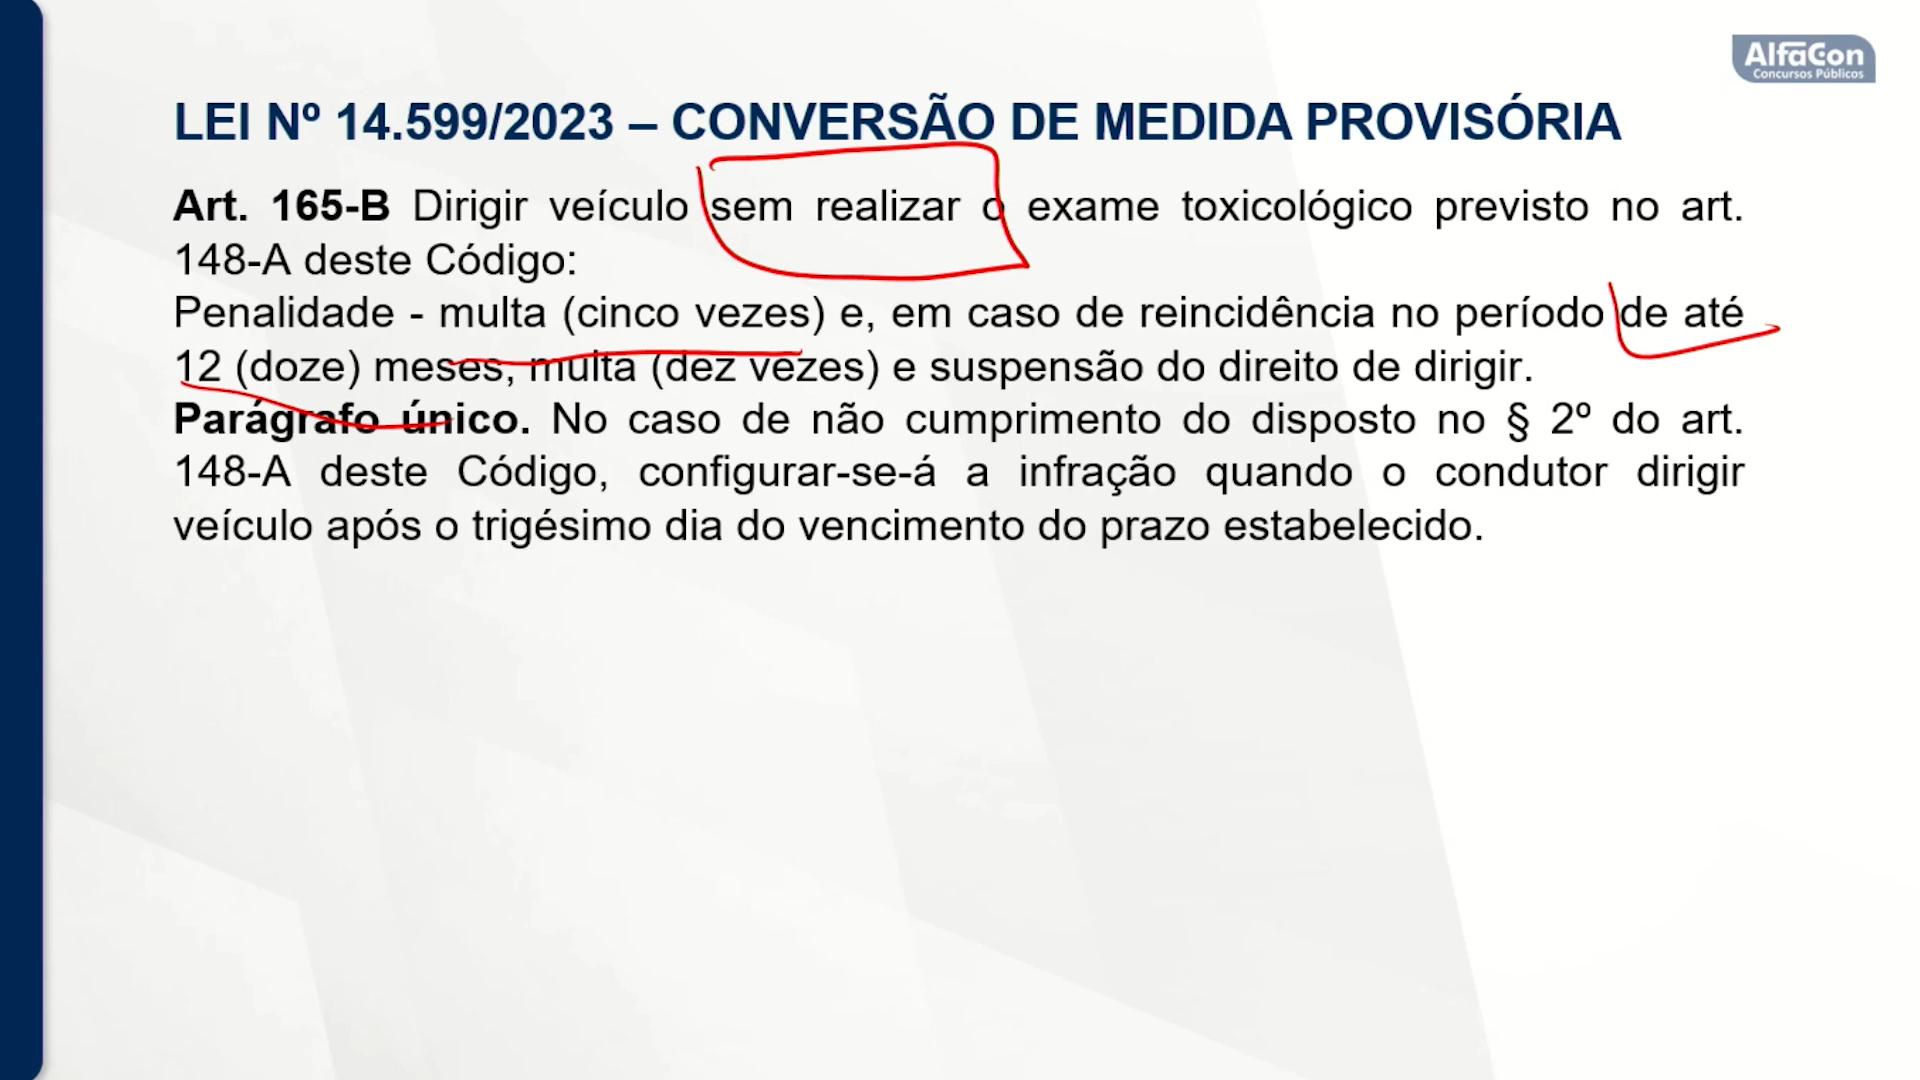 AlfaCon
Concursos Públicos
LEI Nº 14.599/2023 – CONVERSÃO DE MEDIDA PROVISÓRIA
Art. 165-B Dirigir veículo sem realizar o exame toxicológico previsto no art.
148-A deste Código:
Penalidade - multa (cinco vezes) e, em caso de reincidência no período de até
12 (doze) meses, multa (dez vezes) e suspensão do direito de dirigir.
Parágrafo único. No caso de não cumprimento do disposto no § 2º do art.
148-A deste Código, configurar-se-á a infração quando o condutor dirigir
veículo após o trigésimo dia do vencimento do prazo estabelecido.